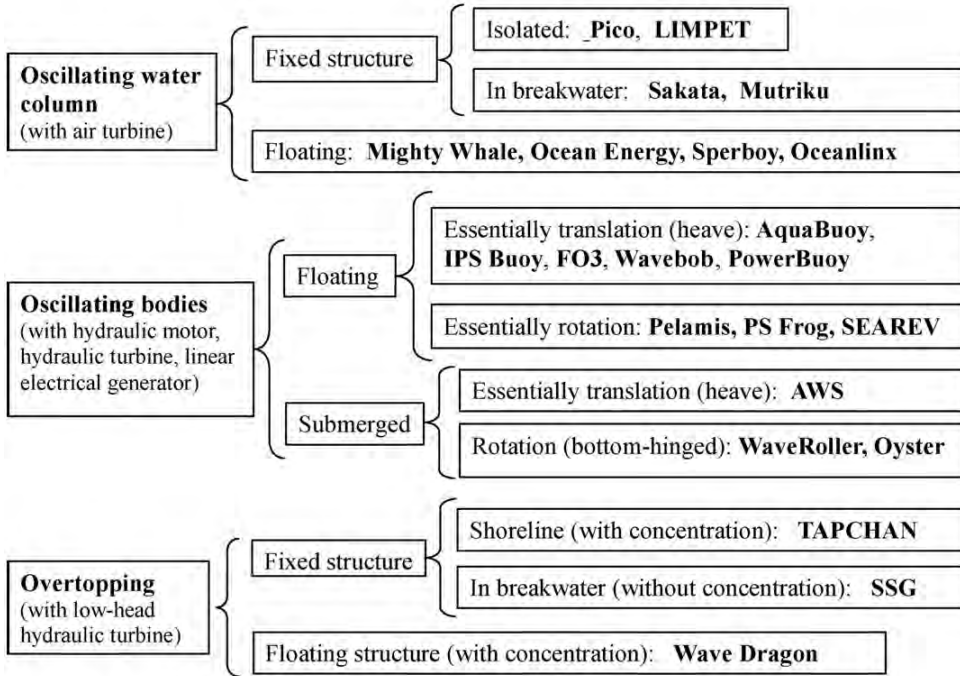 Oscillating water
column
(with air turbine)
Fixed structure
Isolated: _Pico, LIMPET
In breakwater: Sakata, Mutriku
Floating: Mighty Whale, Ocean Energy, Sperboy, Oceanlinx
Oscillating bodies
(with hydraulic motor,
hydraulic turbine, linear
electrical generator)
Floating
Essentially translation (heave): AquaBuoy,
IPS Buoy, FO3, Wavebob, PowerBuoy
Essentially rotation: Pelamis, PS Frog, SEAREV
Submerged
Essentially translation (heave): AWS
Rotation (bottom-hinged): WaveRoller, Oyster
Overtopping
(with low-head
hydraulic turbine)
Fixed structure
Shoreline (with concentration): TAPCHAN
In breakwater (without concentration): SSG
Floating structure (with concentration): Wave Dragon